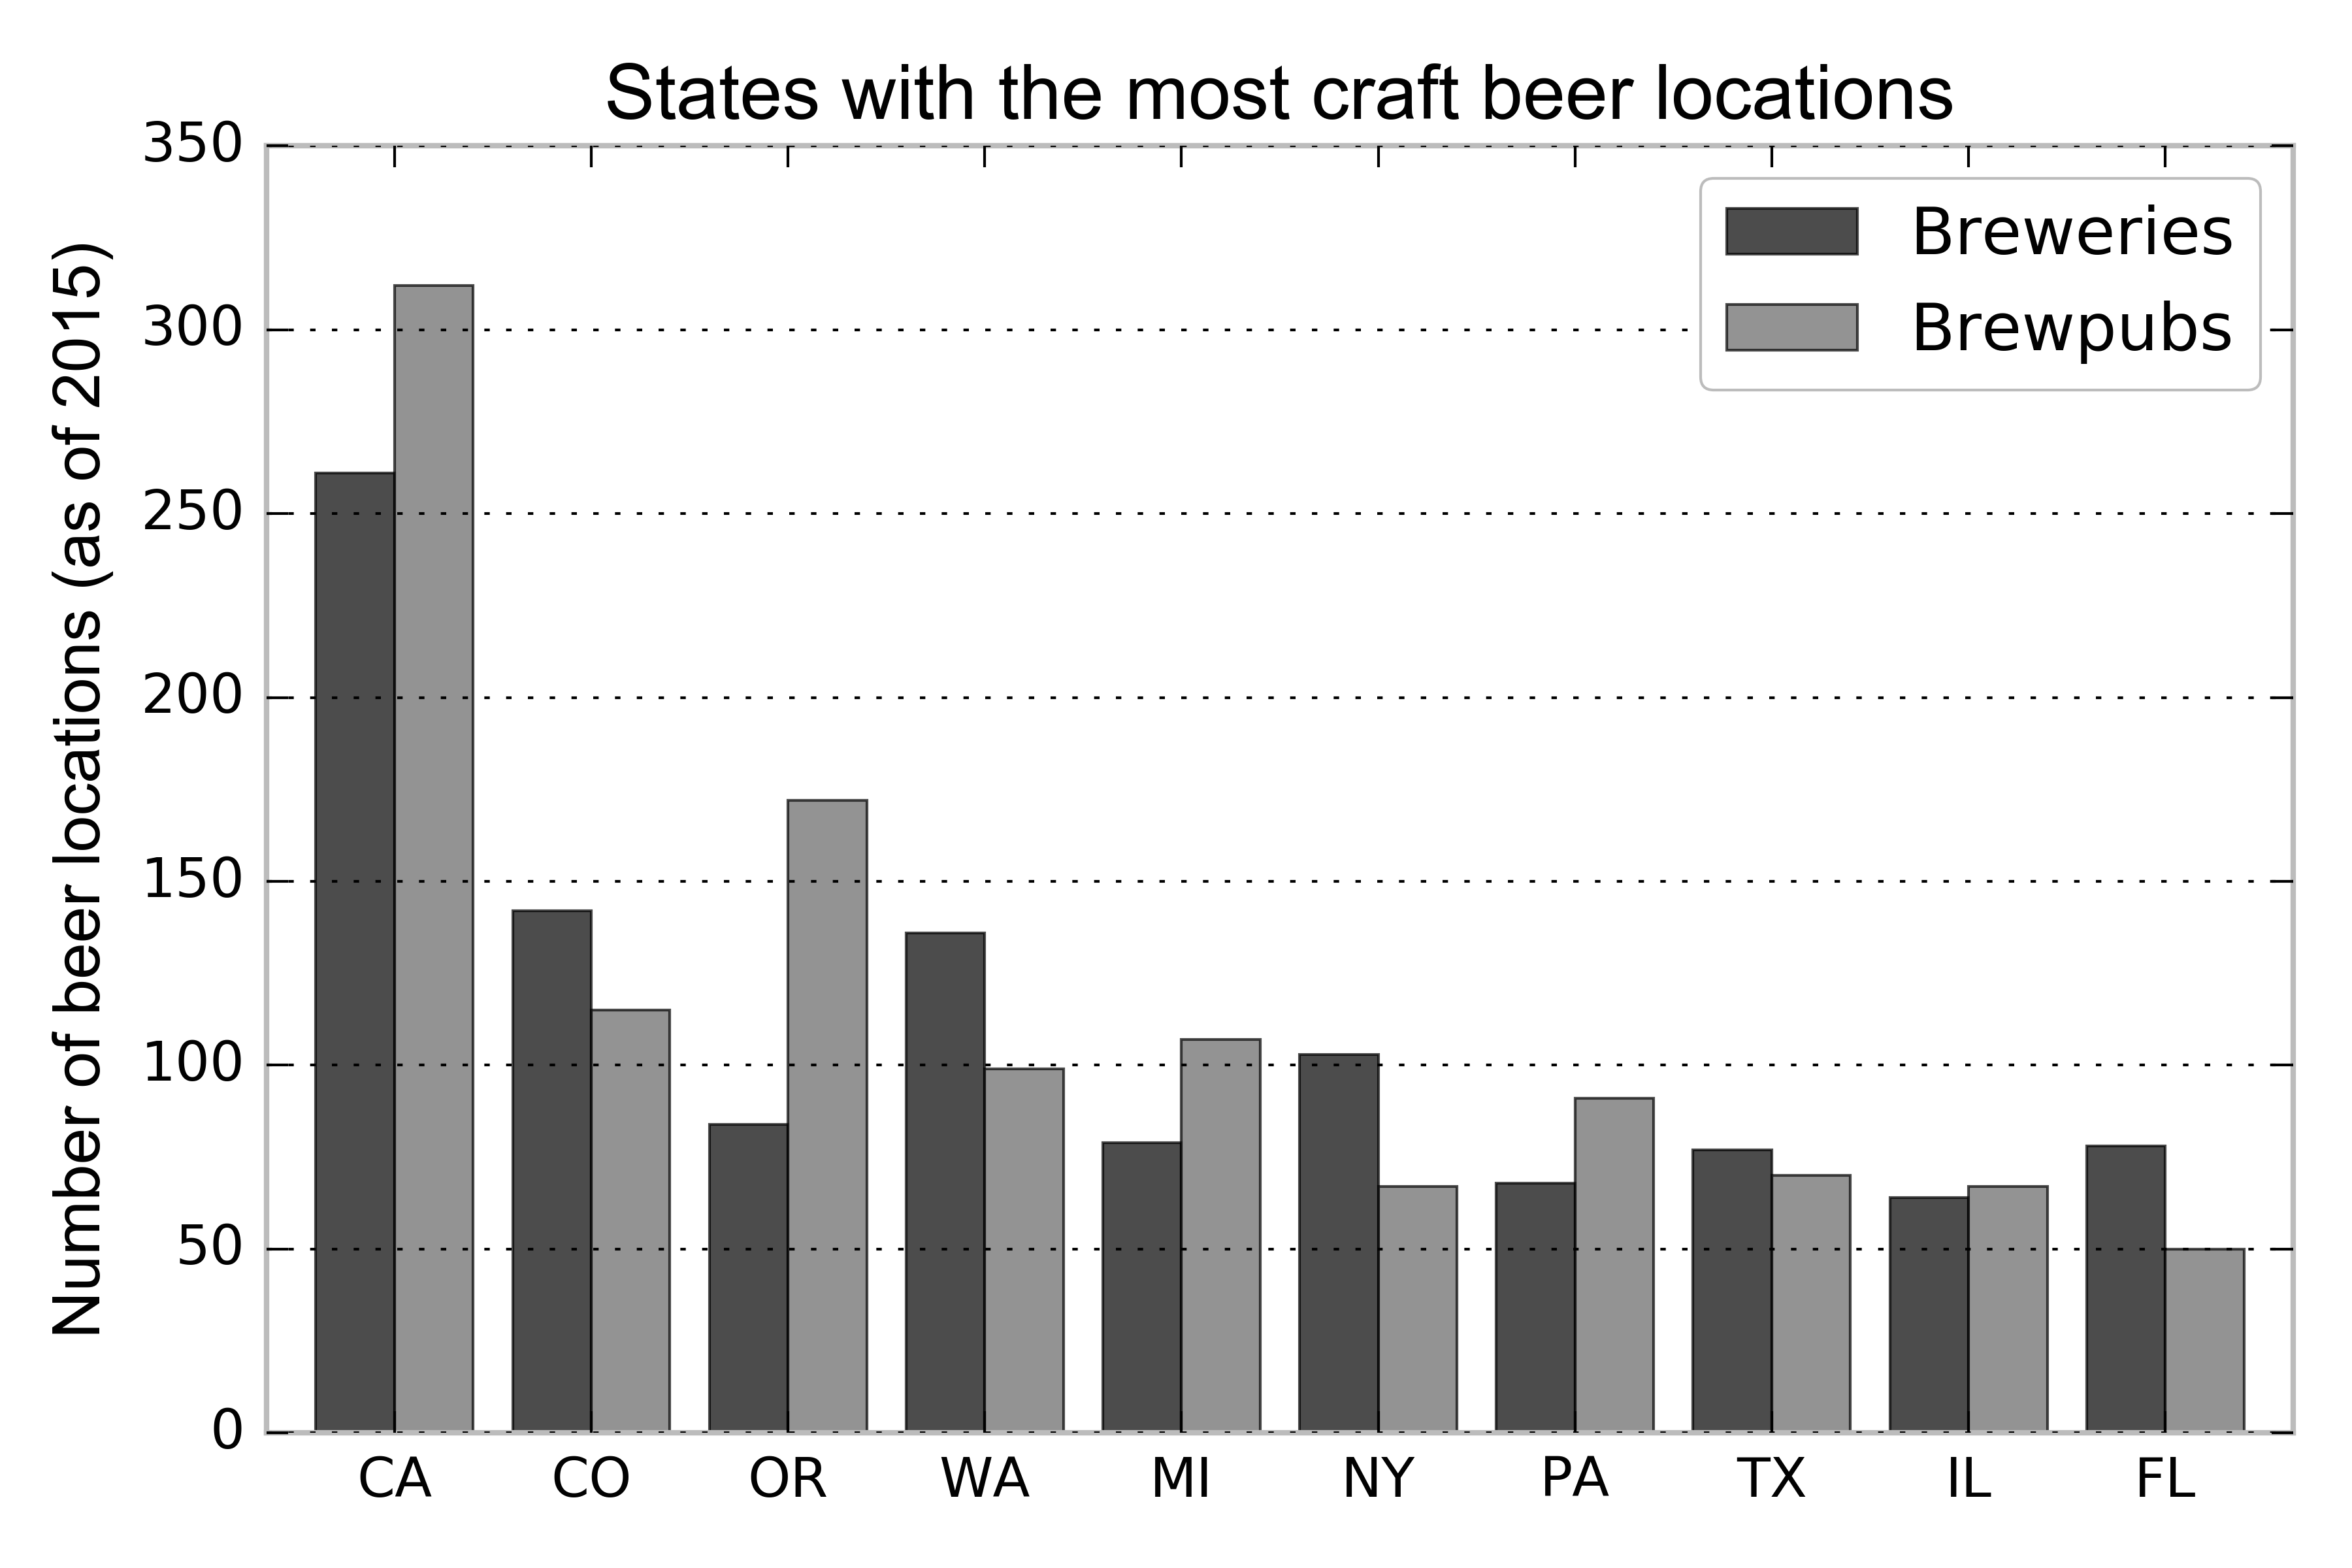 States with the most craft beer locations
Number of beer locations (as of 2015)
350
300
250
200
150
100
50
0
Breweries
Brewpubs
CA CO OR WA MI NY PA TX IL FL